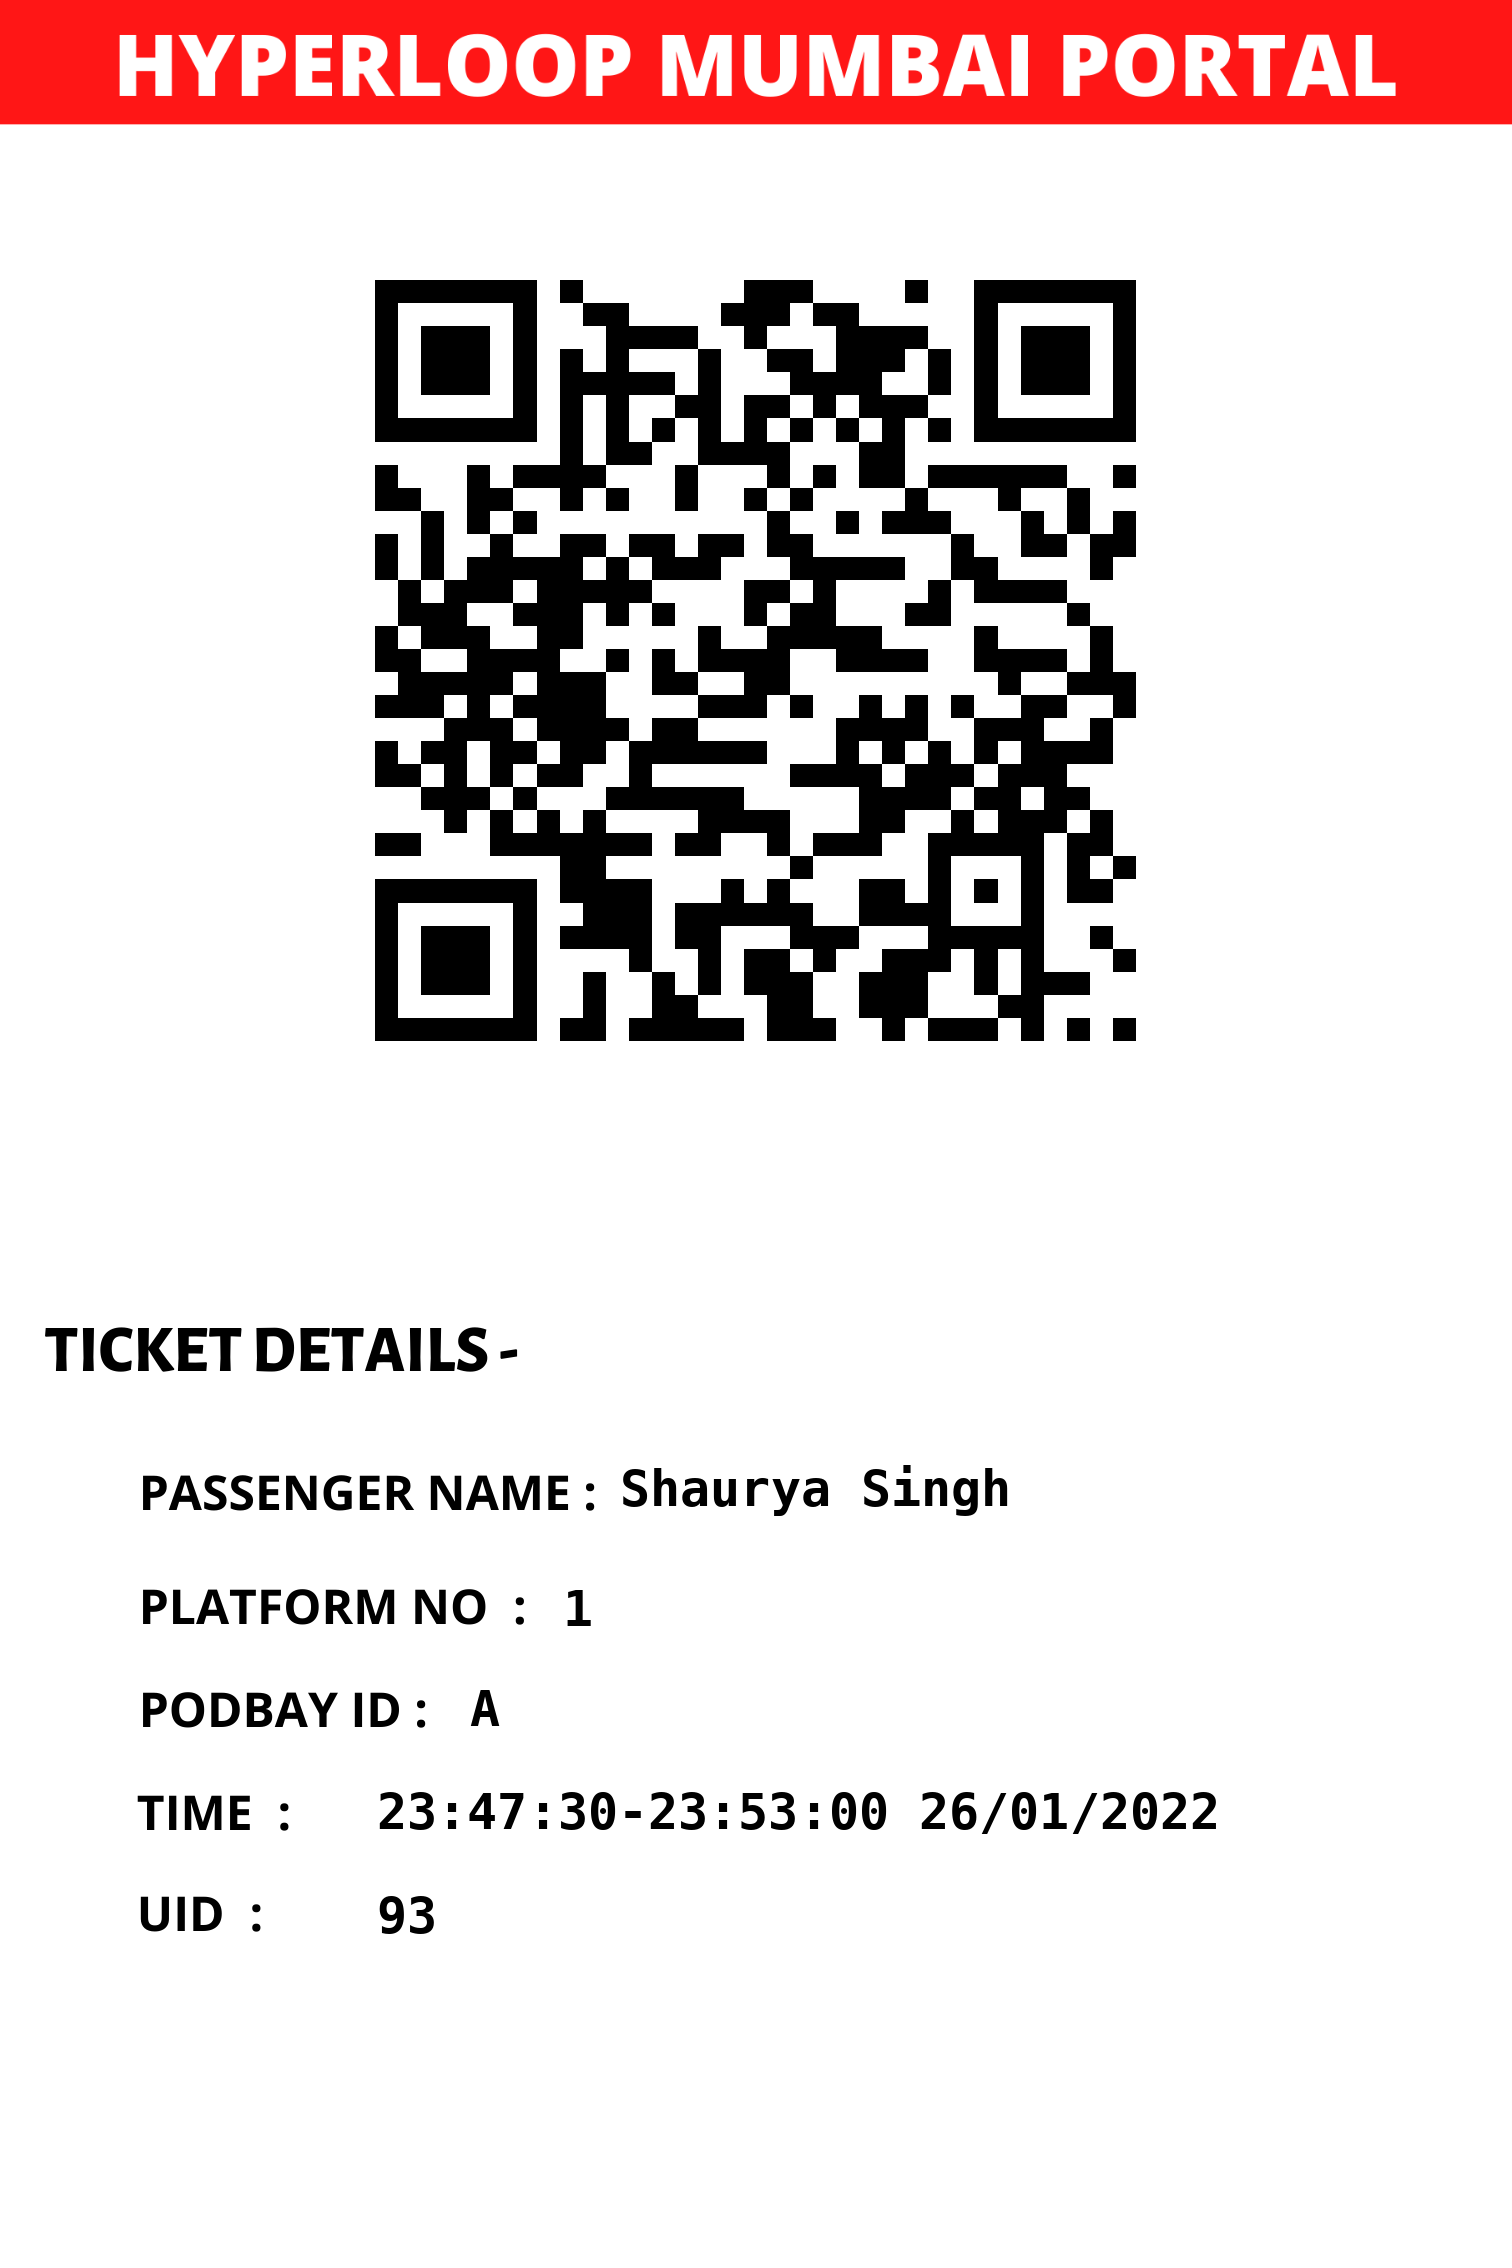 HYPERLOOP MUMBAI PORTAL
TICKET DETAILS -
PASSENGER NAME : Shaurya Singh
PLATFORM NO : 1
PODBAY ID : A
TIME : 23:47:30-23:53:00 26/01/2022
UID : 93